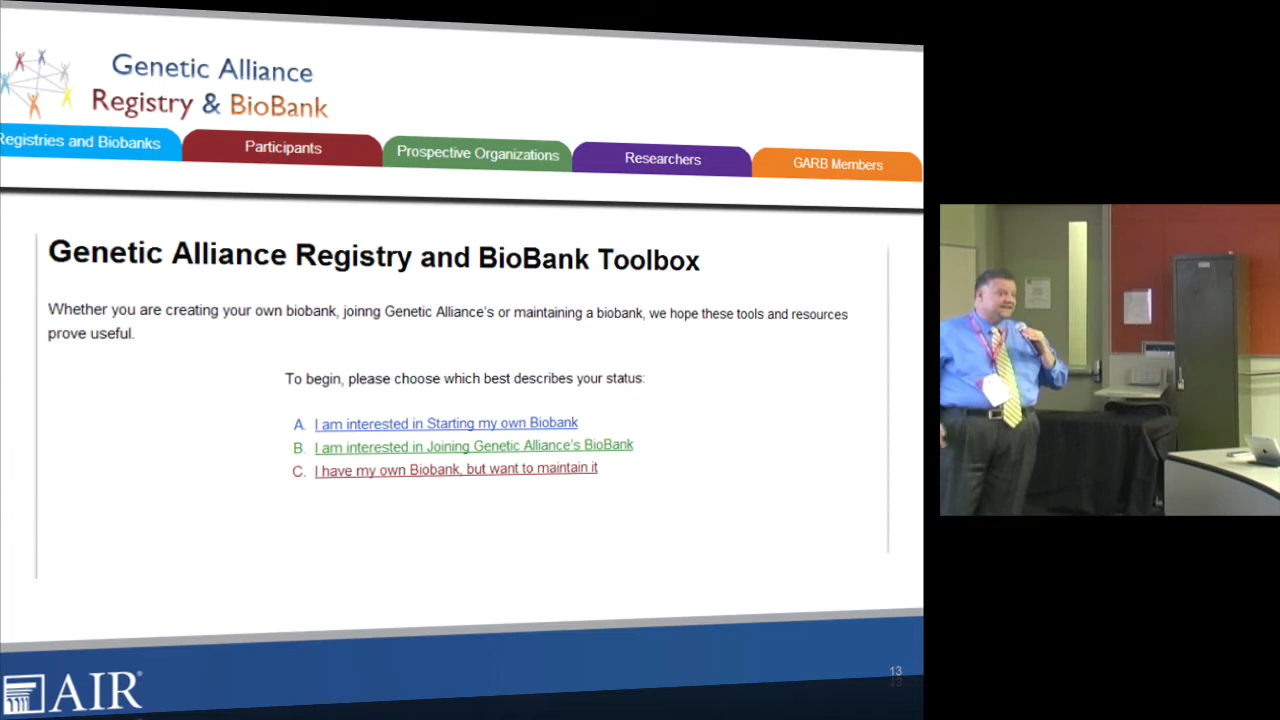 Genetic Alliance
Registry & BioBank
Registries and Biobanks
Participants
Prospective Organizations
Researchers
GARB Members
Genetic Alliance Registry and BioBank Toolbox
Whether you are creating your own biobank, joinng Genetic Alliance's or maintaining a biobank, we hope these tools and resources
prove useful.
To begin, please choose which best describes your status:
A. I am interested in Starting my own Biobank
B. I am interested in Joining Genetic Alliance's BioBank
C. I have my own Biobank, but want to maintain it
AIR®
13